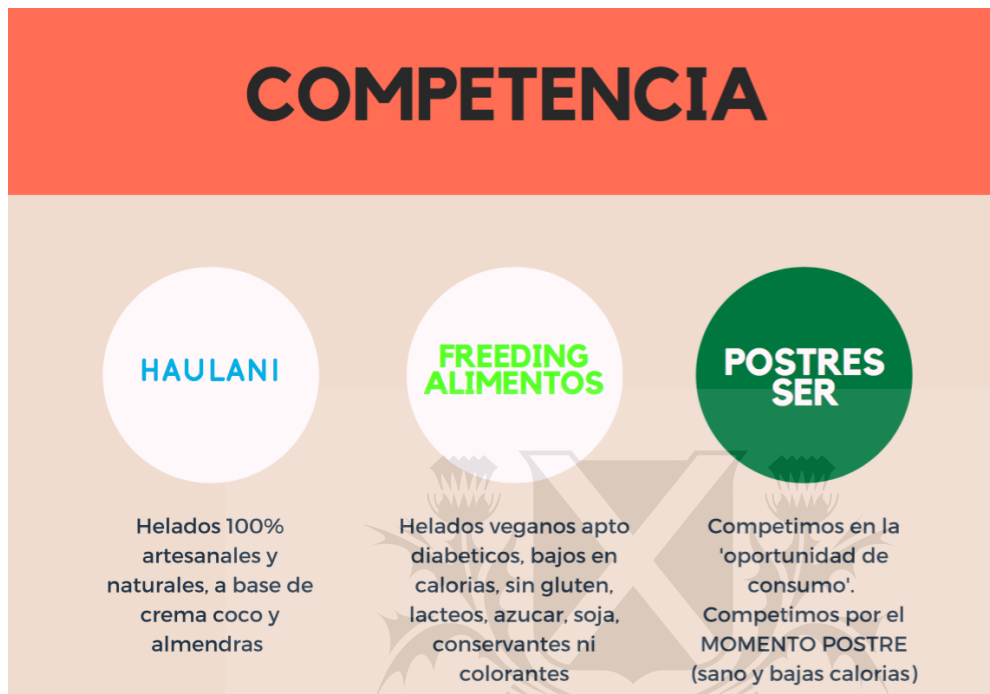 COMPETENCIA
HAULANI
Helados 100%
artesanales y
naturales, a base de
crema coco y
almendras
FREEDING
ALIMENTOS
Helados veganos apto
diabeticos, bajos en
calorias, sin gluten,
lacteos, azucar, soja,
conservantes ni
colorantes
POSTRES
SER
Competimos en la
'oportunidad de
consumo'.
Competimos por el
MOMENTO POSTRE
(sano y bajas calorias)